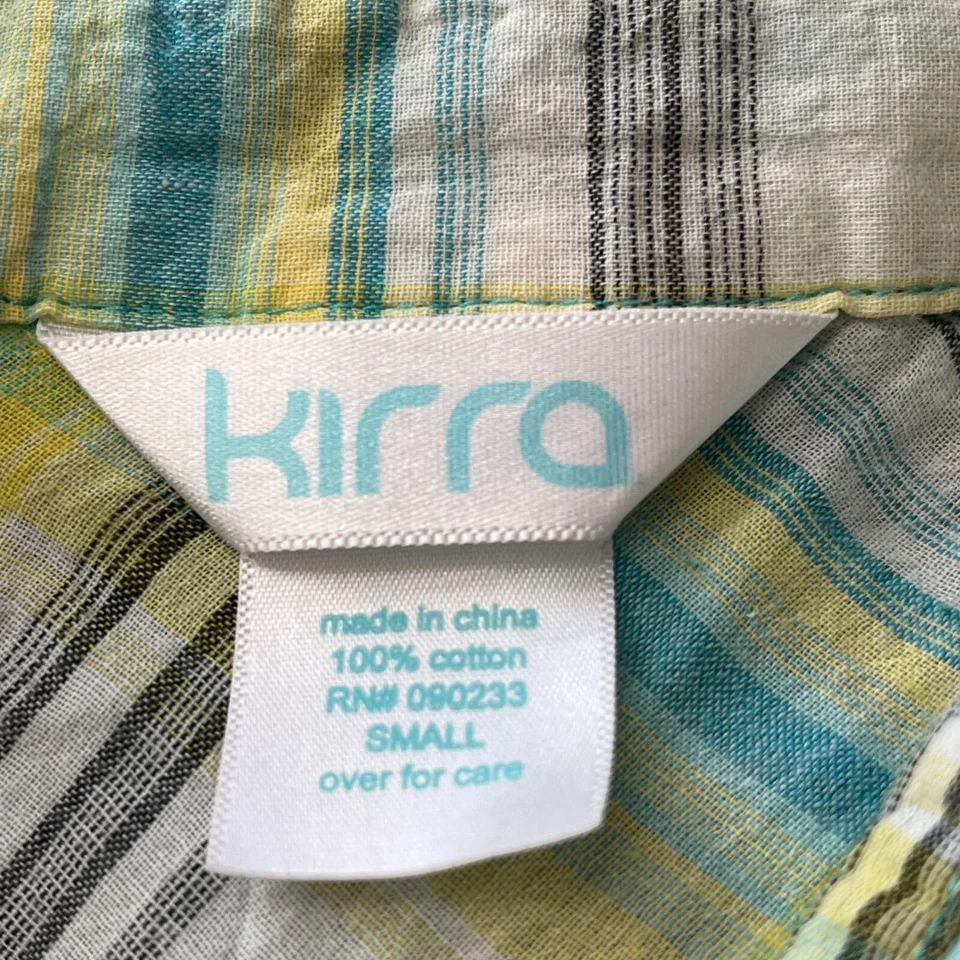 kirra
made in china
100% cotton
RN# 090233
SMALL
over for care